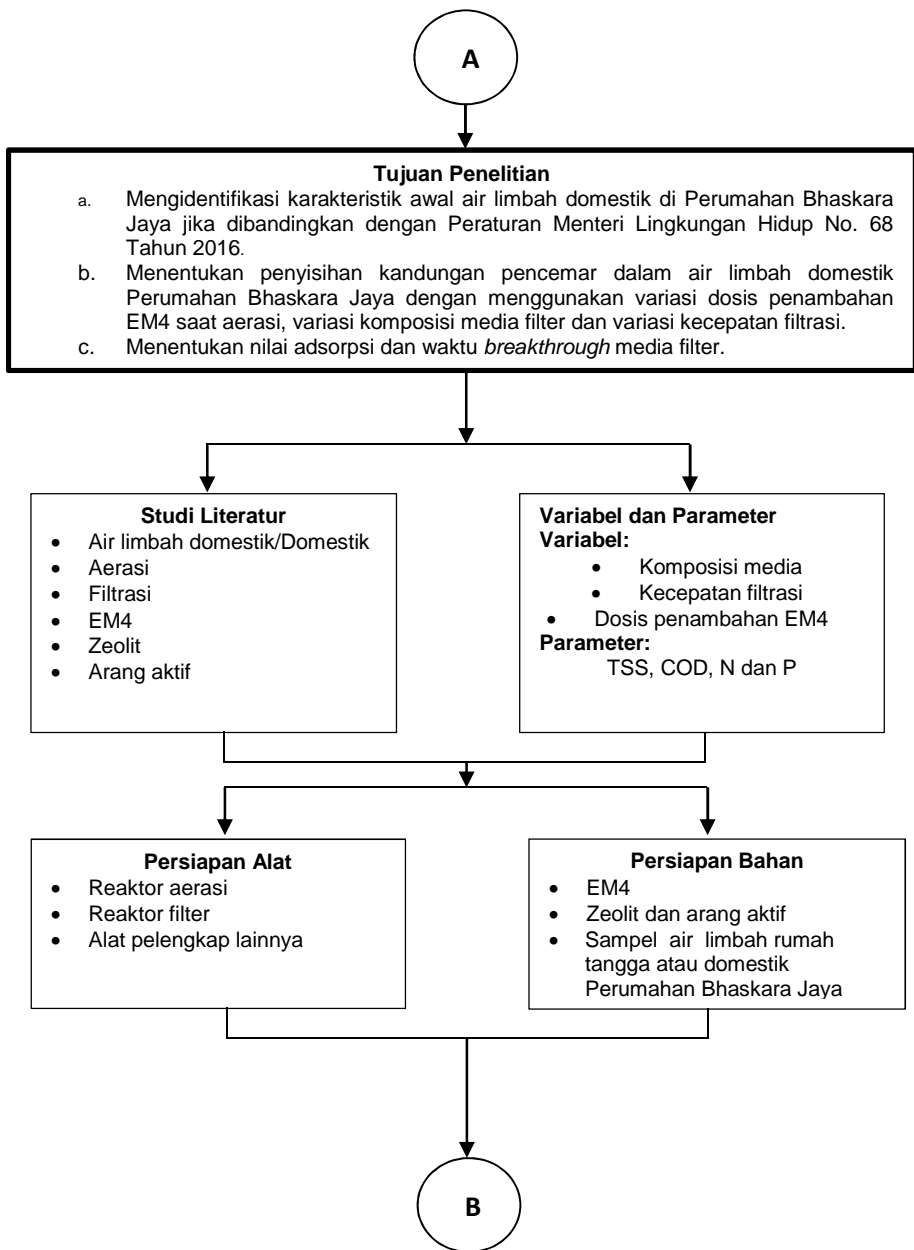 A
Tujuan Penelitian
a. Mengidentifikasi karakteristik awal air limbah domestik di Perumahan Bhaskara
Jaya jika dibandingkan dengan Peraturan Menteri Lingkungan Hidup No. 68
Tahun 2016.
b. Menentukan penyisihan kandungan pencemar dalam air limbah domestik
Perumahan Bhaskara Jaya dengan menggunakan variasi dosis penambahan
EM4 saat aerasi, variasi komposisi media filter dan variasi kecepatan filtrasi.
c. Menentukan nilai adsorpsi dan waktu breakthrough media filter.
Studi Literatur
• Air limbah domestik/Domestik
• Aerasi
• Filtrasi
• EM4
• Zeolit
• Arang aktif
Variabel dan Parameter
Variabel:
• Komposisi media
• Kecepatan filtrasi
• Dosis penambahan EM4
Parameter:
TSS, COD, N dan P
Persiapan Alat
• Reaktor aerasi
• Reaktor filter
• Alat pelengkap lainnya
Persiapan Bahan
• EM4
• Zeolit dan arang aktif
• Sampel air limbah rumah
tangga atau domestik
Perumahan Bhaskara Jaya
B